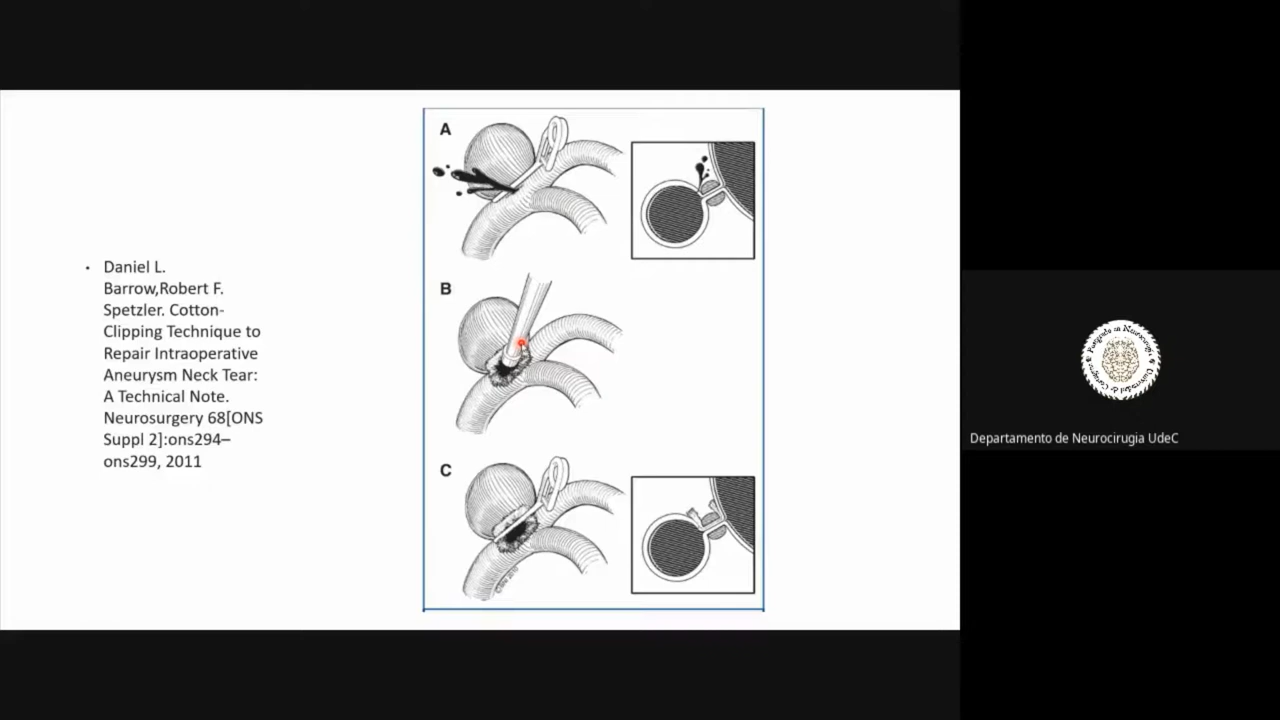 • Daniel L.
Barrow,Robert F.
Spetzler. Cotton-
Clipping Technique to
Repair Intraoperative
Aneurysm Neck Tear:
A Technical Note.
Neurosurgery 68[ONS
Suppl 2]:ons294–
ons299, 2011
A
B
C
Departamento de Neurocirugia UdeC